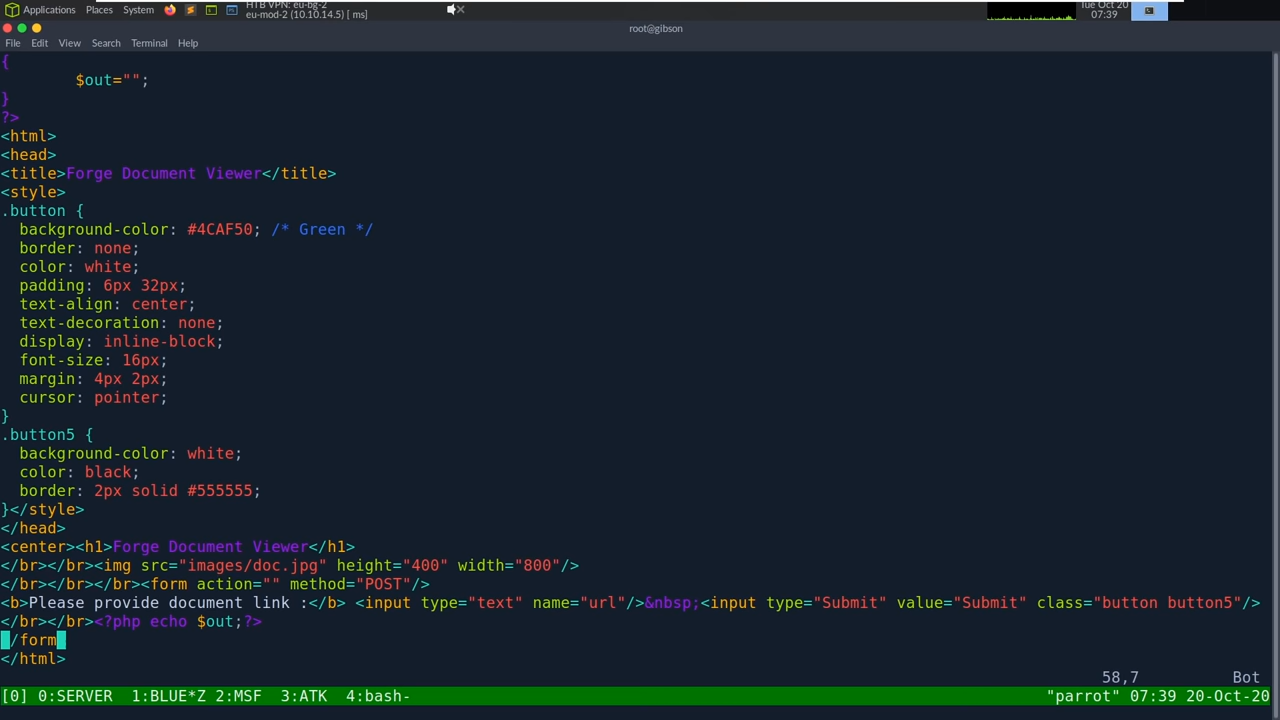 Applications Places System HTB VPN: eu-bg-2 Tue Oct 20
eu-mod-2 (10.10.14.5) [ ms] 07:39
root@gibson
File Edit View Search Terminal Help
{
        $out="";
}
?>
<html>
<head>
<title>Forge Document Viewer</title>
<style>
.button {
  background-color: #4CAF50; /* Green */
  border: none;
  color: white;
  padding: 6px 32px;
  text-align: center;
  text-decoration: none;
  display: inline-block;
  font-size: 16px;
  margin: 4px 2px;
  cursor: pointer;
}
.button5 {
  background-color: white;
  color: black;
  border: 2px solid #555555;
}</style>
</head>
<center><h1>Forge Document Viewer</h1>
</br></br><img src="images/doc.jpg" height="400" width="800"/>
</br></br></br><form action="" method="POST"/>
<b>Please provide document link :</b> <input type="text" name="url"/>&nbsp;<input type="Submit" value="Submit" class="button button5"/>
</br></br><?php echo $out;?>
</form>
</html>
58,7 Bot
[0] 0:SERVER 1:BLUE*Z 2:MSF 3:ATK 4:bash- "parrot" 07:39 20-Oct-20